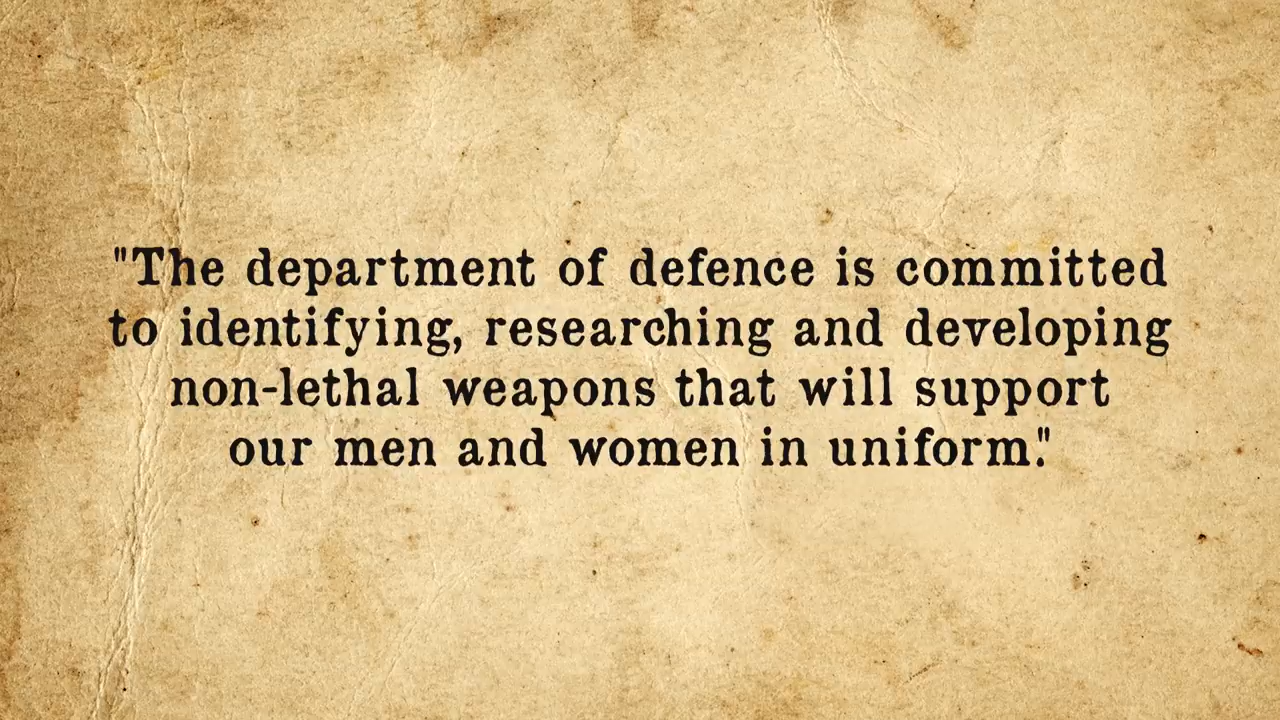 "The department of defence is committed
to identifying, researching and developing
non-lethal weapons that will support
our men and women in uniform."